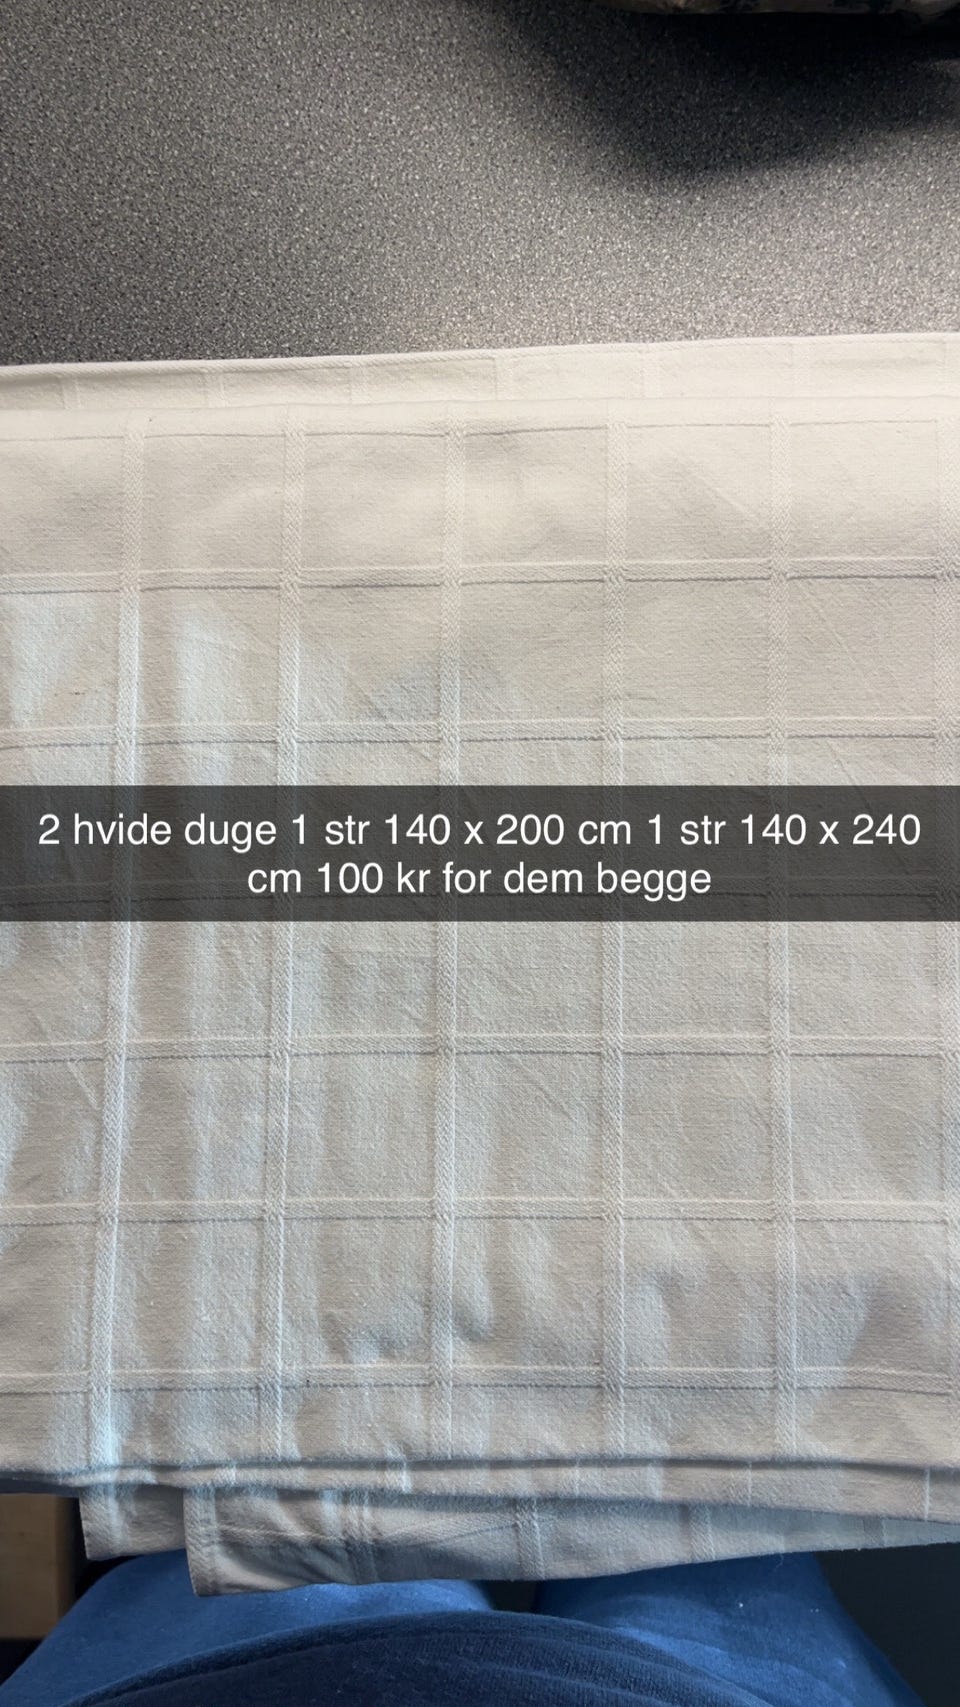 2 hvide duge 1 str 140 x 200 cm 1 str 140 x 240
cm 100 kr for dem begge